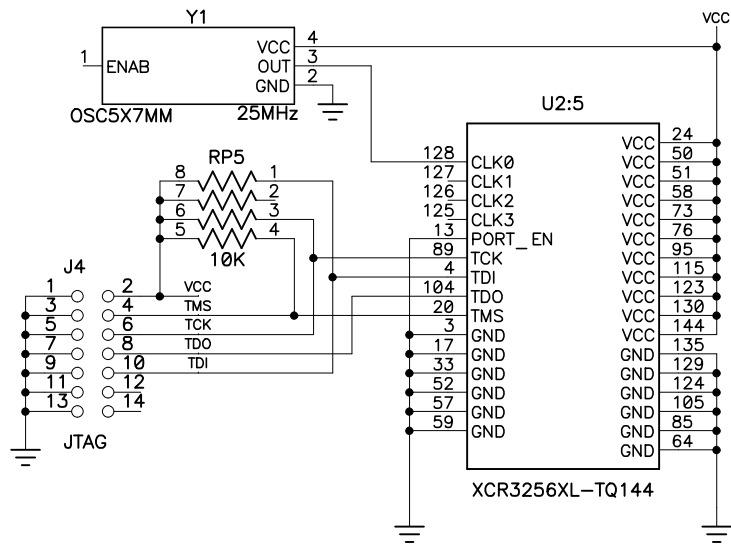 Y1
VCC
1 ENAB VCC 4
OUT 3
GND 2
OSC5X7MM 25MHz
U2:5
RP5
8 1
7 2
6 3
5 4
10K
128 CLK0 VCC 24
127 CLK1 VCC 50
126 CLK2 VCC 51
125 CLK3 VCC 58
13 PORT_EN VCC 73
89 TCK VCC 76
4 TDI VCC 95
104 TDO VCC 115
20 TMS VCC 123
3 GND VCC 130
17 GND VCC 144
33 GND GND 135
52 GND GND 129
57 GND GND 124
59 GND GND 105
GND 85
GND 64
XCR3256XL-TQ144
J4
1 2 VCC
3 4 TMS
5 6 TCK
7 8 TDO
9 10 TDI
11 12
13 14
JTAG